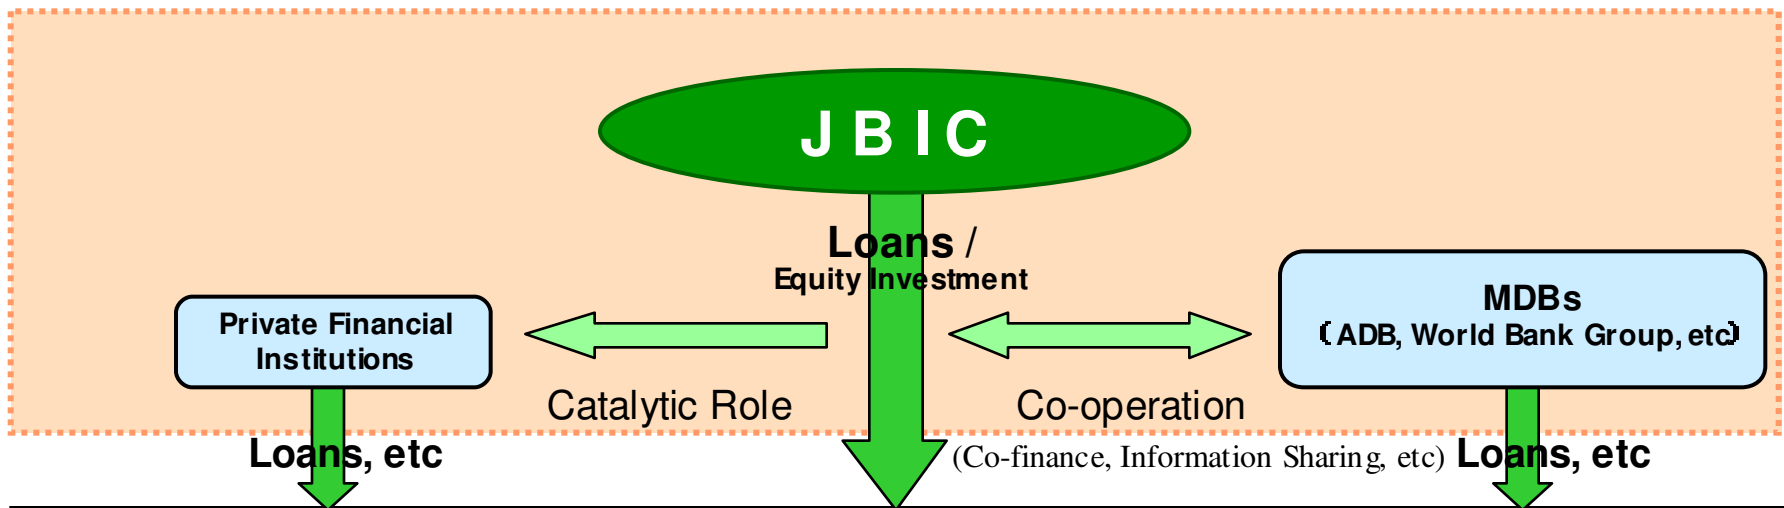 J B I C
Loans /
Equity Investment
Private Financial
Institutions
MDBs
( ADB, World Bank Group, etc)
Catalytic Role
Co-operation
Loans, etc
(Co-finance, Information Sharing, etc)
Loans, etc